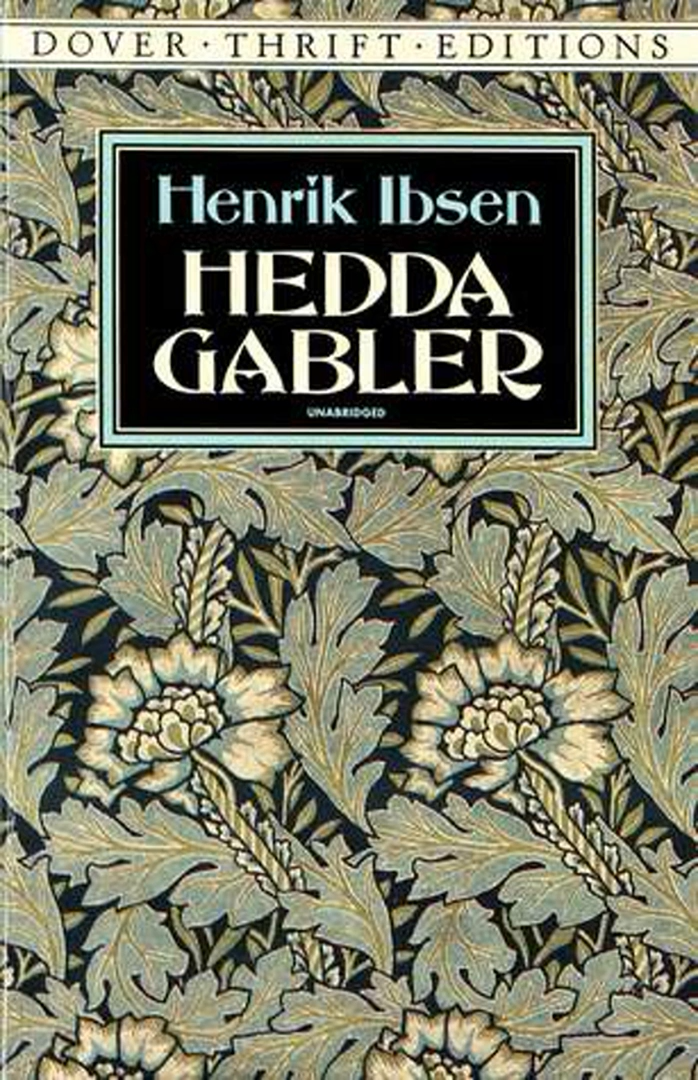 DOVER · THRIFT · EDITIONS
Henrik Ibsen
HEDDA
GABLER
UNABRIDGED